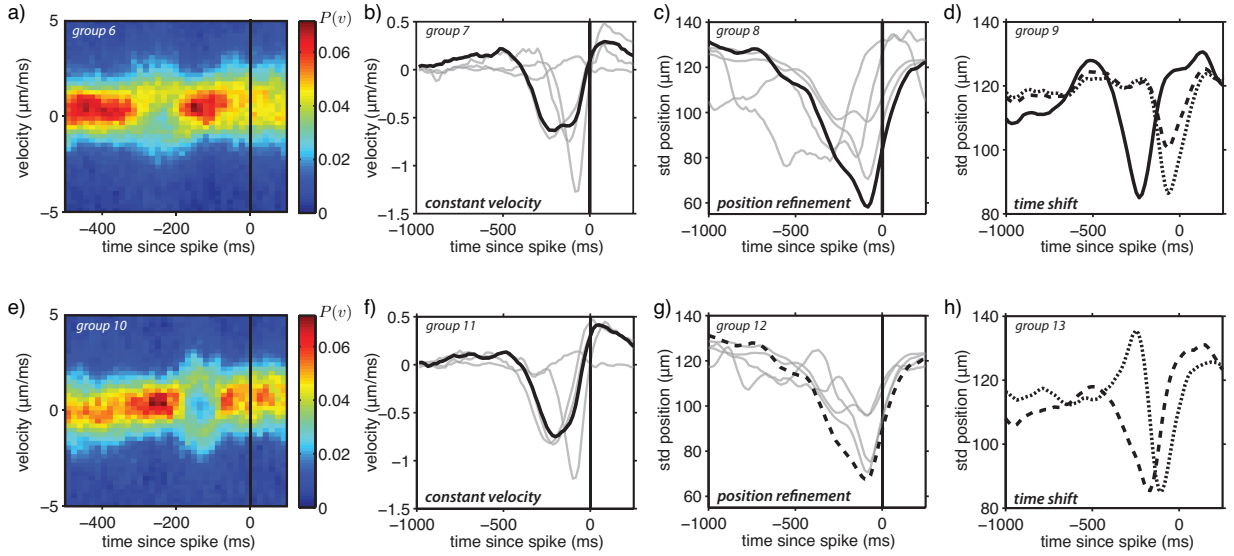 a)
group 6
P(v)
5
0
−5
velocity (μm/ms)
−400
−200
0
time since spike (ms)
0.06
0.04
0.02
0
b)
group 7
0.5
0
−0.5
−1
−1.5
velocity (μm/ms)
constant velocity
−1000
−500
0
time since spike (ms)
c)
group 8
140
120
100
80
60
std position (μm)
position refinement
−1000
−500
0
time since spike (ms)
d)
group 9
140
120
100
80
std position (μm)
time shift
−1000
−500
0
time since spike (ms)
e)
group 10
P(v)
5
0
−5
velocity (μm/ms)
−400
−200
0
time since spike (ms)
0.06
0.04
0.02
0
f)
group 11
0.5
0
−0.5
−1
−1.5
velocity (μm/ms)
constant velocity
−1000
−500
0
time since spike (ms)
g)
group 12
140
120
100
80
60
std position (μm)
position refinement
−1000
−500
0
time since spike (ms)
h)
group 13
140
120
100
80
std position (μm)
time shift
−1000
−500
0
time since spike (ms)